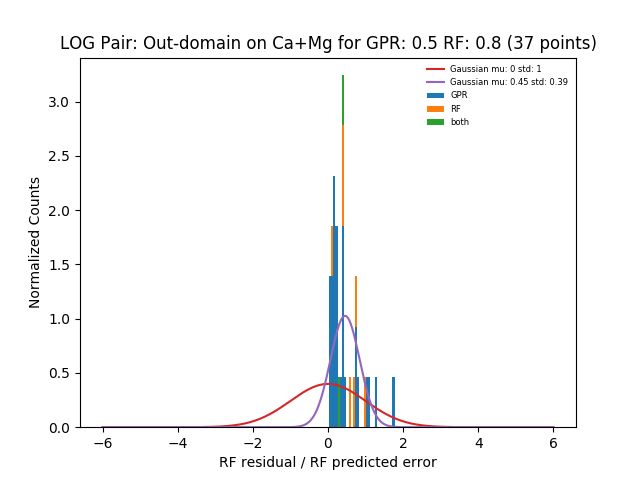 LOG Pair: Out-domain on Ca+Mg for GPR: 0.5 RF: 0.8 (37 points)
Gaussian mu: 0 std: 1
Gaussian mu: 0.45 std: 0.39
GPR
RF
both
Normalized Counts
3.0
2.5
2.0
1.5
1.0
0.5
0.0
−6 −4 −2 0 2 4 6
RF residual / RF predicted error